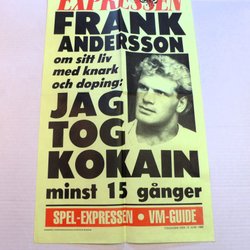 EXPRESSEN
FRANK
ANDERSSON
om sitt liv
med knark
och doping:
JAG
TOG
KOKAIN
minst 15 gånger
SPEL-EXPRESSEN • VM-GUIDE